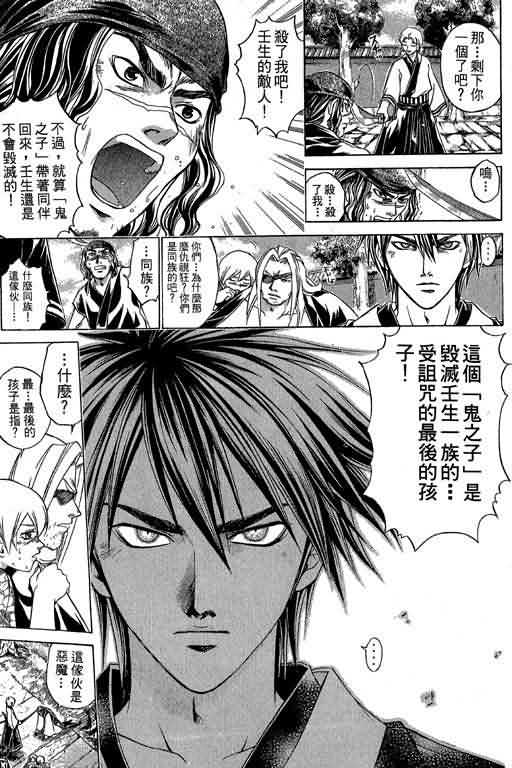 那…剩下你
一個了吧？
嗚…
殺…殺
了我…
殺了我吧！
壬生的敵人！
不過，就算「鬼
之子」帶著同伴
回來，壬生還是
不會毀滅的！
…
你們…為什麼那
麼仇視狂？你們
是同族的吧？
…同族？
什麼同族！
這傢伙……
這個「鬼之子」是
毀滅壬生一族的…
受詛咒的最後的孩
子！
…什麼？
最…最後的
孩子是指？
…
這傢伙是
惡魔…